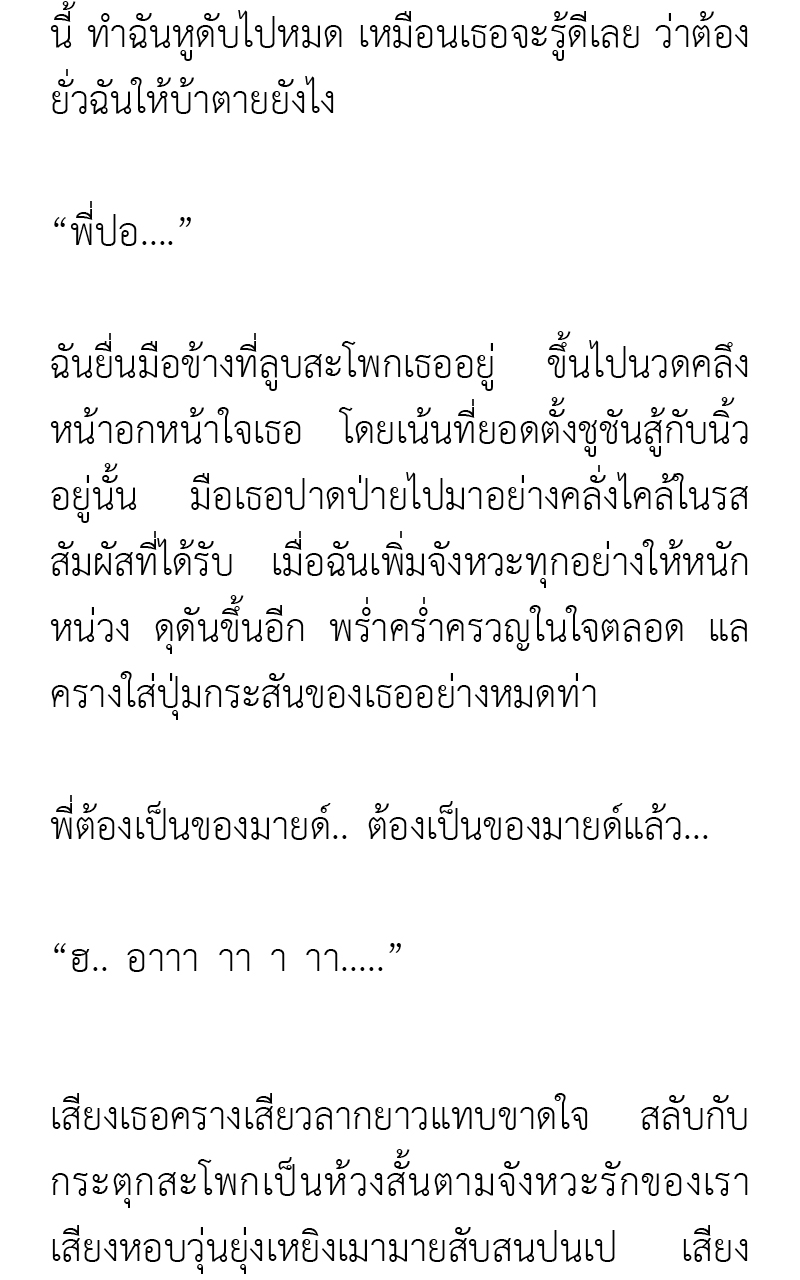 นี้ ทำฉันหูดับไปหมด เหมือนเธอจะรู้ดีเลย ว่าต้อง
ยั่วฉันให้บ้าตายยังไง
“พี่ปอ....”
ฉันยื่นมือข้างที่ลูบสะโพกเธออยู่ ขึ้นไปนวดคลึง
หน้าอกหน้าใจเธอ โดยเน้นที่ยอดตั้งชูชันสู้กับนิ้ว
อยู่นั้น มือเธอปาดป่ายไปมาอย่างคลั่งไคล้ในรส
สัมผัสที่ได้รับ เมื่อฉันเพิ่มจังหวะทุกอย่างให้หนัก
หน่วง ดุดันขึ้นอีก พร่ำคร่ำครวญในใจตลอด แล
ครางใส่ปุ่มกระสันของเธออย่างหมดท่า
พี่ต้องเป็นของมายด์.. ต้องเป็นของมายด์แล้ว...
“ฮ.. อาาา าา า าา.....”
เสียงเธอครางเสียวลากยาวแทบขาดใจ สลับกับ
กระตุกสะโพกเป็นห้วงสั้นตามจังหวะรักของเรา
เสียงหอบวุ่นยุ่งเหยิงเมามายสับสนปนเป เสียง